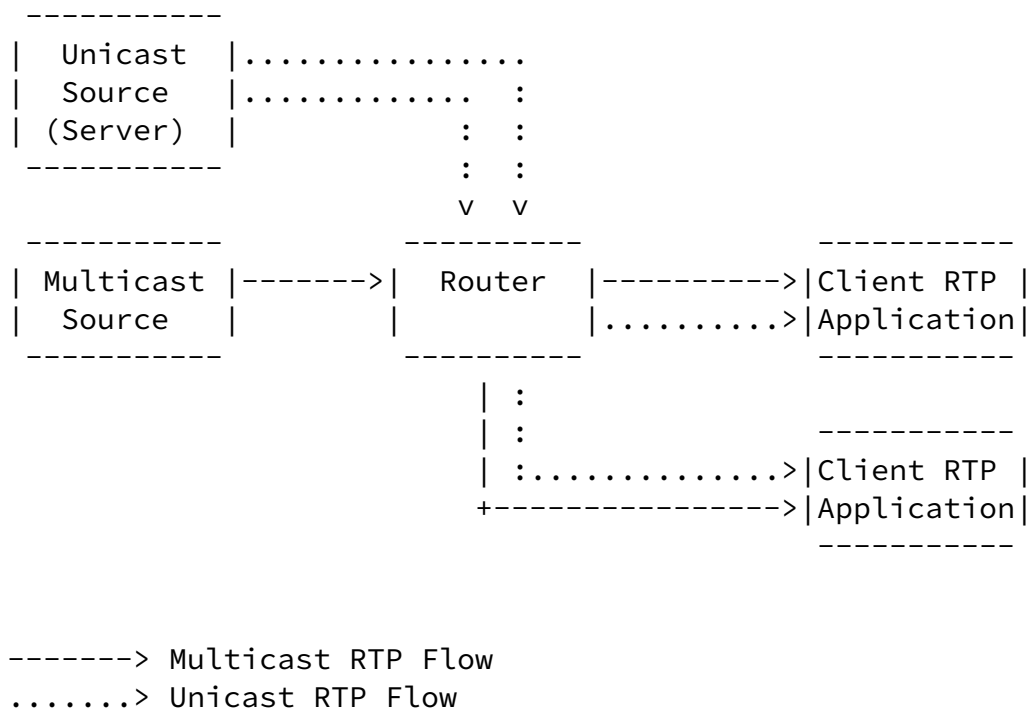 Unicast
Source
(Server)
v v
Multicast Router Client RTP
Source Application
Client RTP
Application
-------> Multicast RTP Flow
.......> Unicast RTP Flow